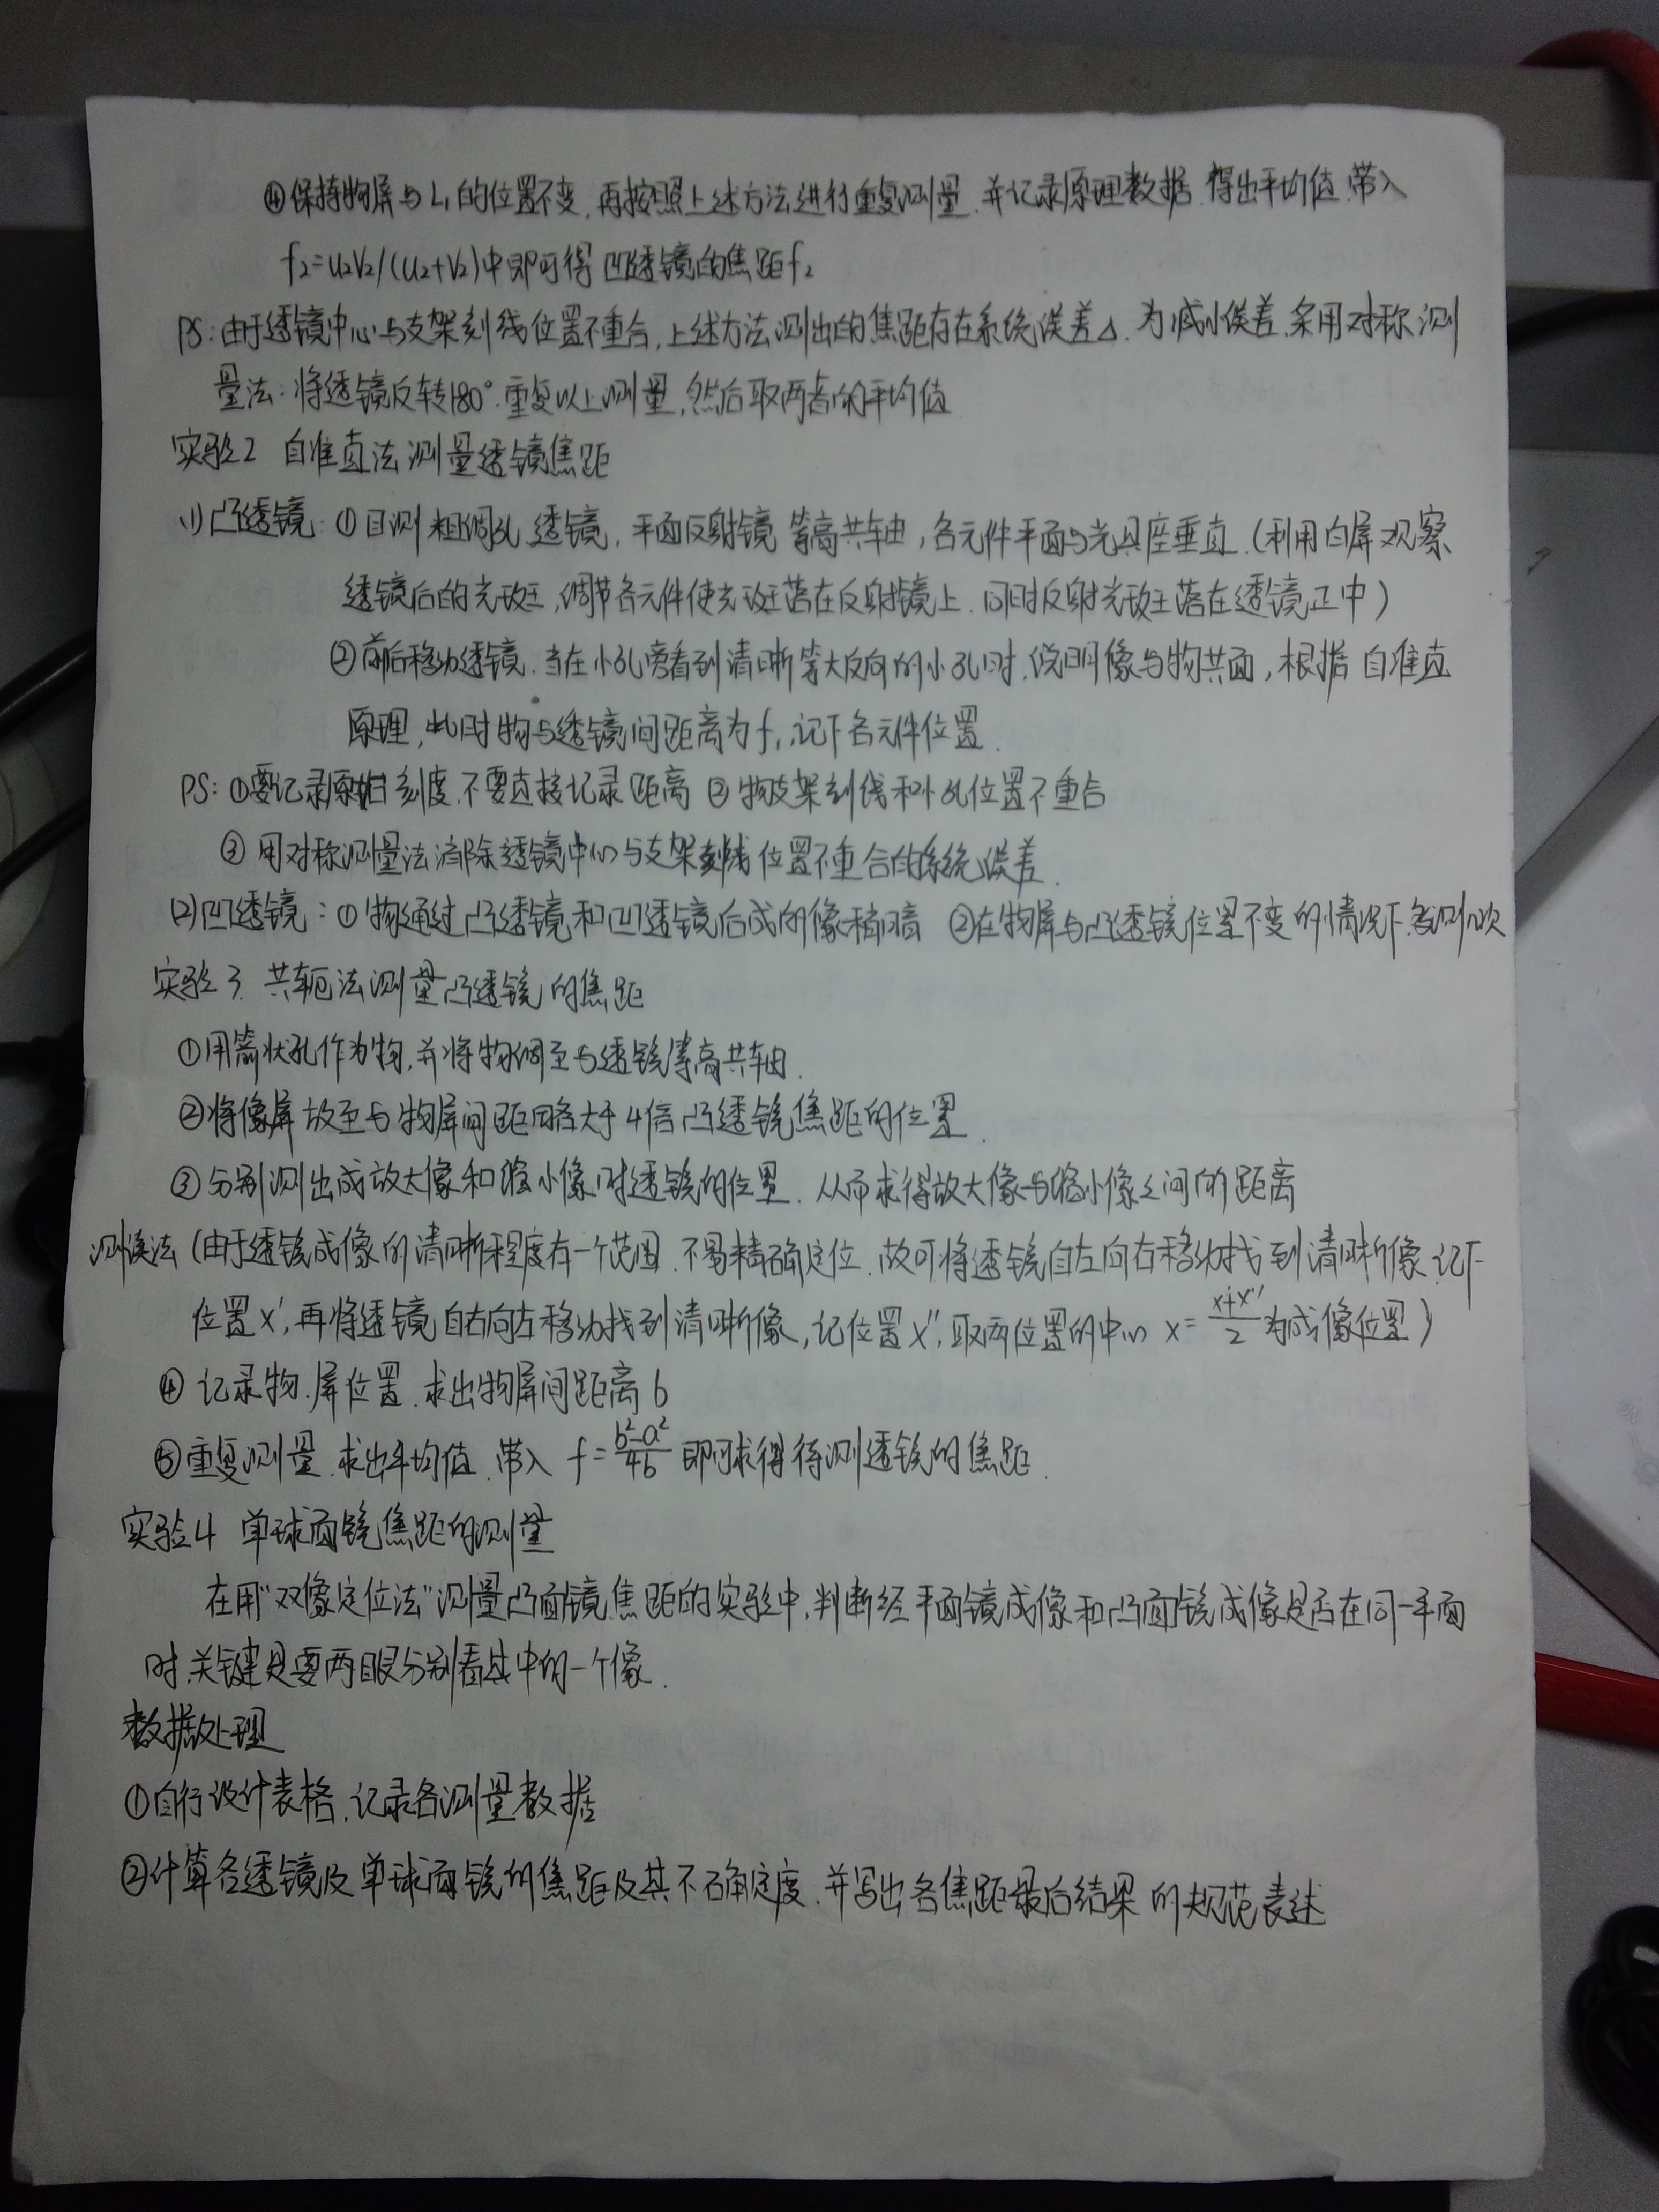 ④保持物屏与L₁的位置不变,再按照上述方法进行重复测量,并记录原理数据,得出平均值,带入
f₂=u₂v₂/(u₂+v₂)中即可得凹透镜的焦距f₂
PS:由于透镜中心与支架刻线位置不重合,上述方法测出的焦距存在系统误差Δ.为减小误差,采用对称测
量法:将透镜反转180°.重复以上测量,然后取两者的平均值
实验2 自准直法测量透镜焦距
(1)凸透镜:①目测粗调孔、透镜,平面反射镜等高共轴,各元件平面与光具座垂直.(利用白屏观察
透镜后的光斑,调节各元件使光斑落在反射镜上.同时反射光斑落在透镜正中)
②前后移动透镜.当在小孔旁看到清晰等大反向的小孔时,说明像与物共面,根据自准直
原理,此时物与透镜间距离为f,记下各元件位置.
PS:①要记录原始刻度.不要直接记录距离 ②物支架刻线和小孔位置不重合
③用对称测量法消除透镜中心与支架刻线位置不重合的系统误差.
(2)凹透镜:①物通过凸透镜和凹透镜后成的像稍暗 ②在物屏与凸透镜位置不变的情况下.多测几次
实验3.共轭法测量凸透镜的焦距
①用箭状孔作为物,并将物调至与透镜等高共轴.
②将像屏放至与物屏间距略大于4倍凸透镜焦距的位置.
③分别测出成放大像和缩小像时透镜的位置.从而求得放大像与缩小像之间的距离
测读法(由于透镜成像的清晰程度有一个范围.不易精确定位.故可将透镜自左向右移动找到清晰像,记下
位置x′,再将透镜自右向左移动找到清晰像,记位置x″,取两位置的中心 x=(x′+x″)/2为成像位置)
④记录物.屏位置.求出物屏间距离b
⑤重复测量.求出平均值.带入 f=(b²-a²)/4b 即可求得待测透镜的焦距.
实验4 单球面镜焦距的测量
在用“双像定位法”测量凸面镜焦距的实验中,判断经平面镜成像和凸面镜成像是否在同一平面
时,关键是要两眼分别看其中的一个像.
数据处理
①自行设计表格,记录各测量数据
②计算各透镜及单球面镜的焦距及其不确定度.并写出各焦距最后结果的规范表述